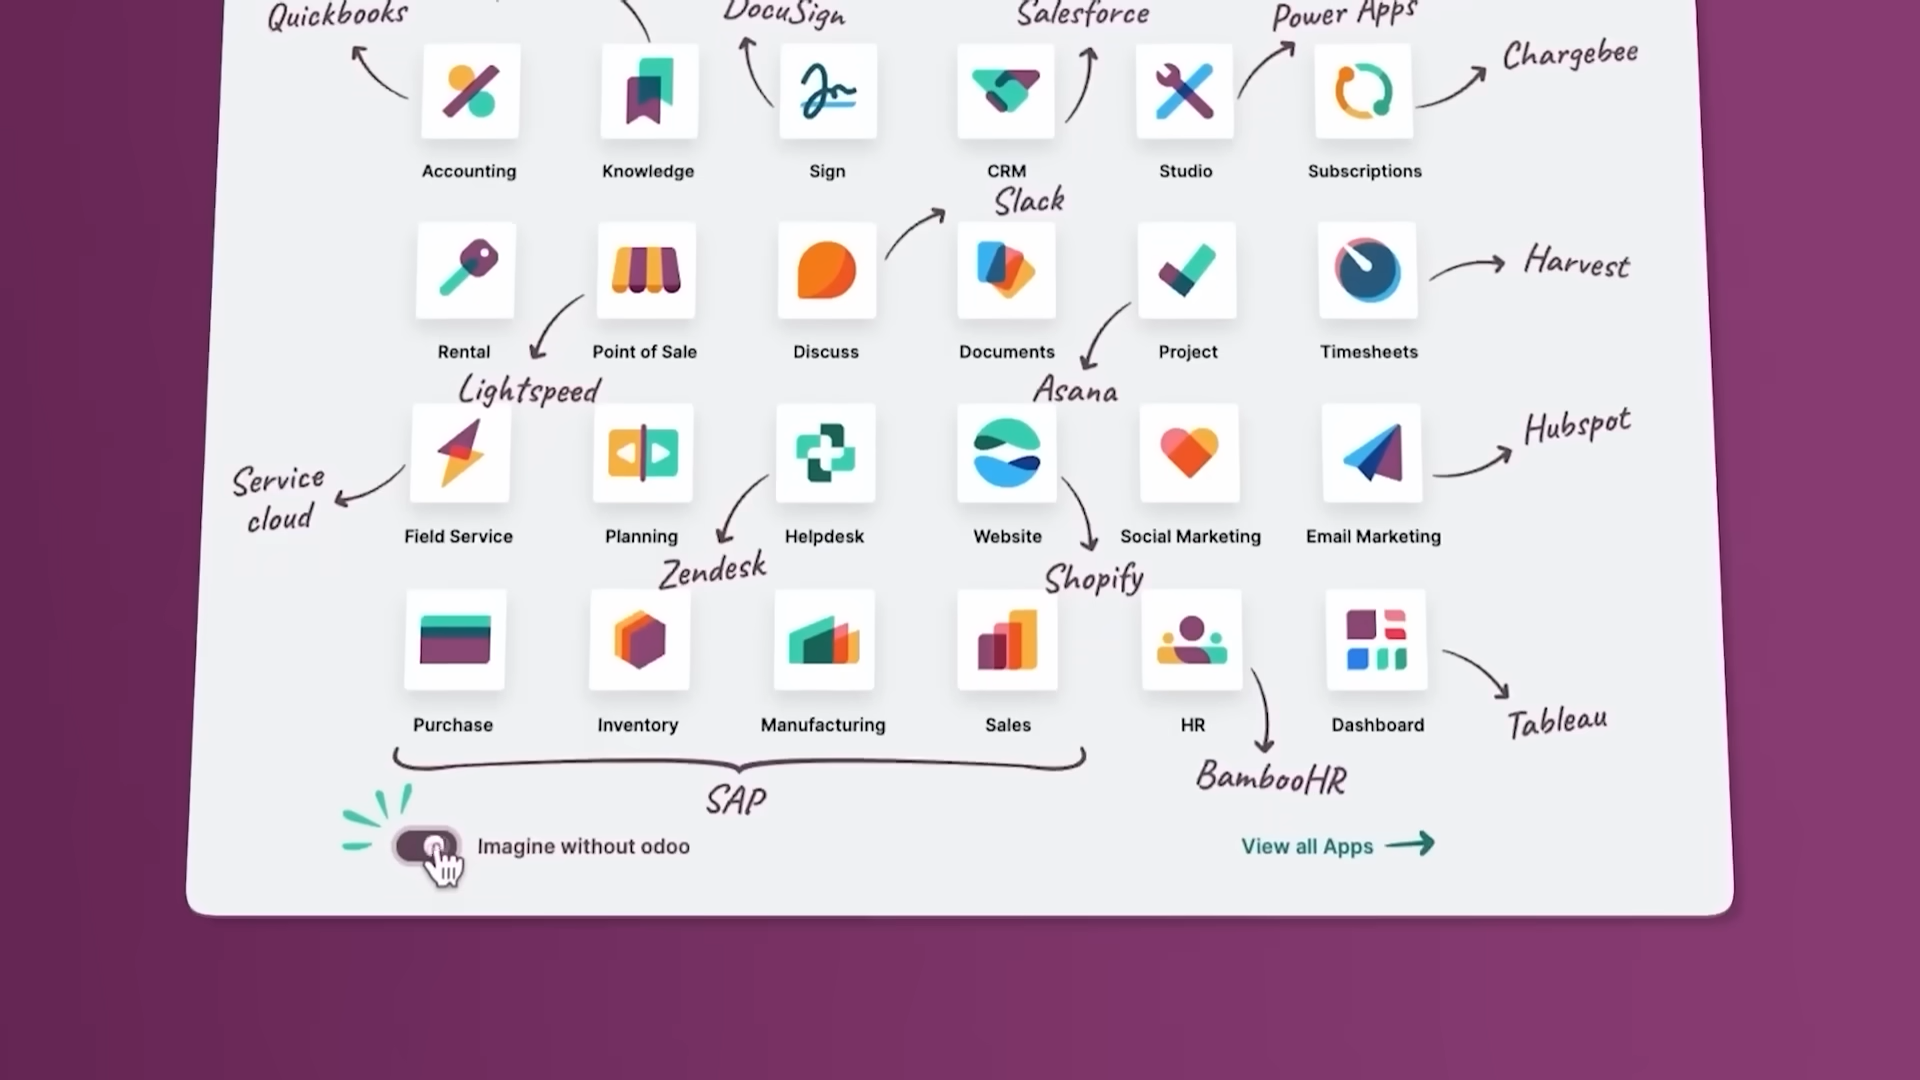 Quickbooks
DocuSign
Salesforce
Power Apps
Chargebee
Accounting
Knowledge
Sign
CRM
Studio
Subscriptions
Slack
Harvest
Rental
Point of Sale
Discuss
Documents
Project
Timesheets
Lightspeed
Asana
Hubspot
Service
cloud
Field Service
Planning
Helpdesk
Website
Social Marketing
Email Marketing
Zendesk
Shopify
Purchase
Inventory
Manufacturing
Sales
HR
Dashboard
Tableau
BambooHR
SAP
Imagine without odoo
View all Apps